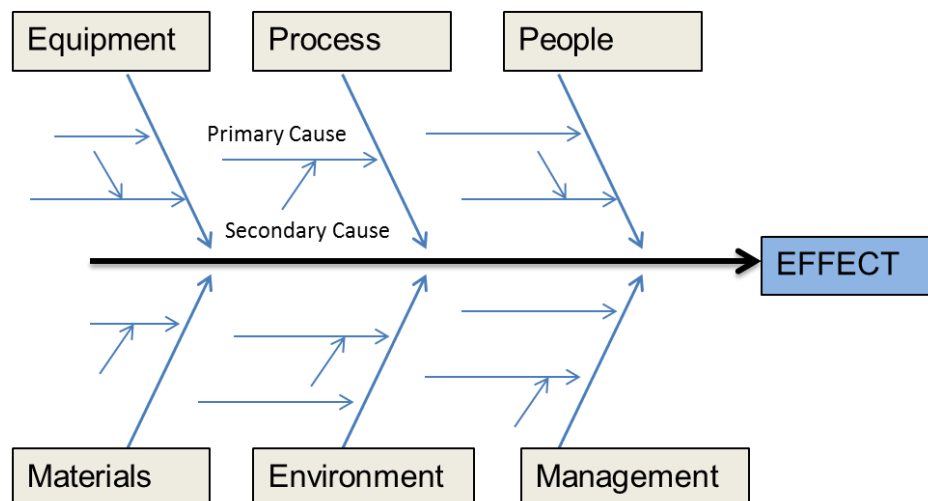 Equipment
Process
People
Primary Cause
Secondary Cause
EFFECT
Materials
Environment
Management